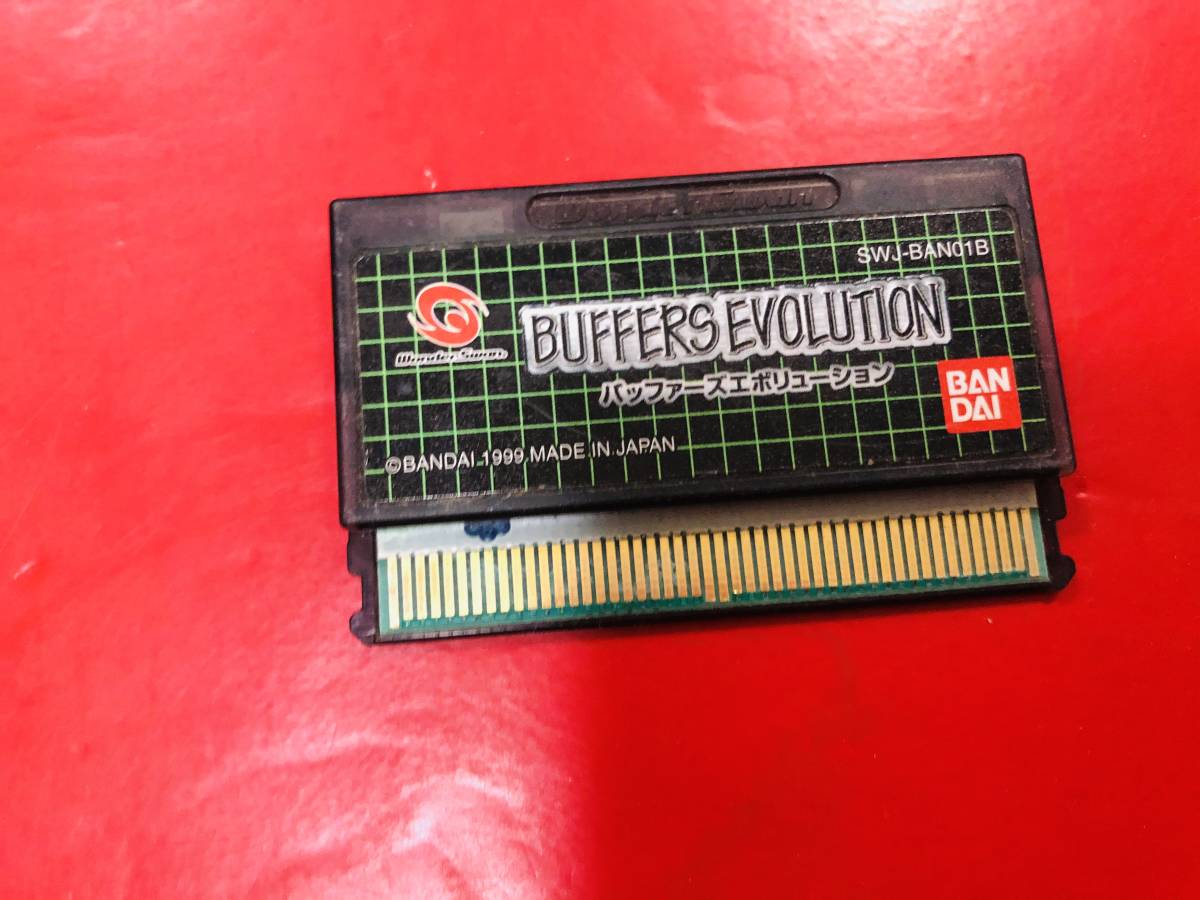 WonderSwan
SWJ-BAN01B
WonderSwan
BUFFERS EVOLUTION
バッファーズエボリューション
BAN
DAI
©BANDAI 1999 MADE IN JAPAN